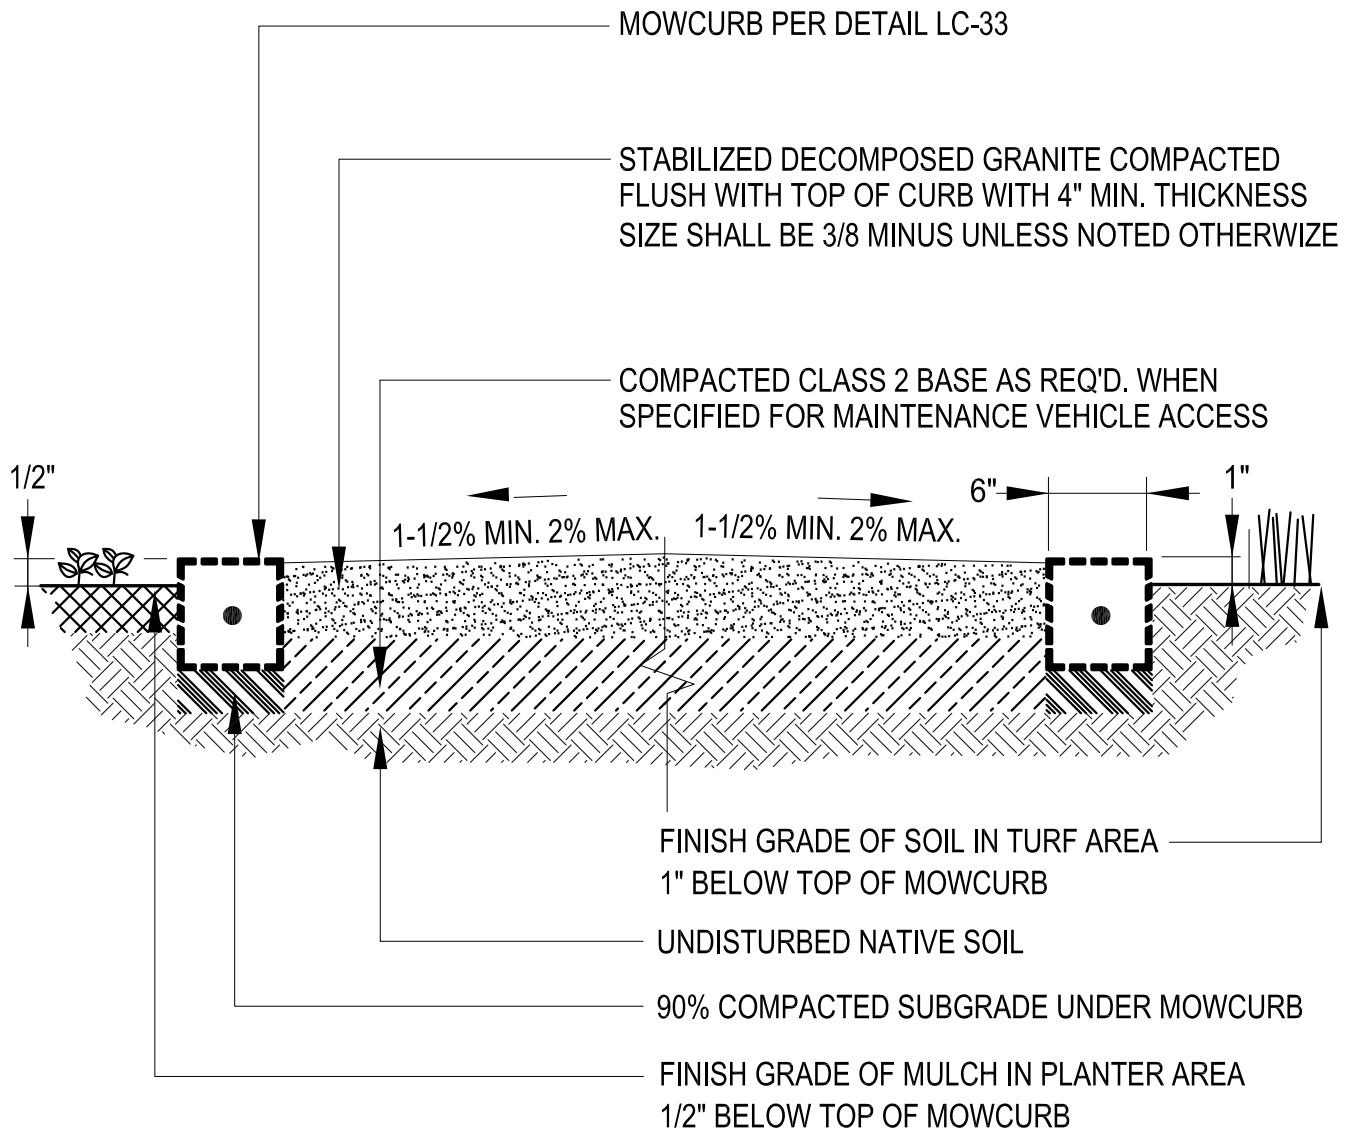 MOWCURB PER DETAIL LC-33
STABILIZED DECOMPOSED GRANITE COMPACTED
FLUSH WITH TOP OF CURB WITH 4" MIN. THICKNESS
SIZE SHALL BE 3/8 MINUS UNLESS NOTED OTHERWIZE
COMPACTED CLASS 2 BASE AS REQ'D. WHEN
SPECIFIED FOR MAINTENANCE VEHICLE ACCESS
1/2"
6"
1"
1-1/2% MIN. 2% MAX.
1-1/2% MIN. 2% MAX.
FINISH GRADE OF SOIL IN TURF AREA
1" BELOW TOP OF MOWCURB
UNDISTURBED NATIVE SOIL
90% COMPACTED SUBGRADE UNDER MOWCURB
FINISH GRADE OF MULCH IN PLANTER AREA
1/2" BELOW TOP OF MOWCURB